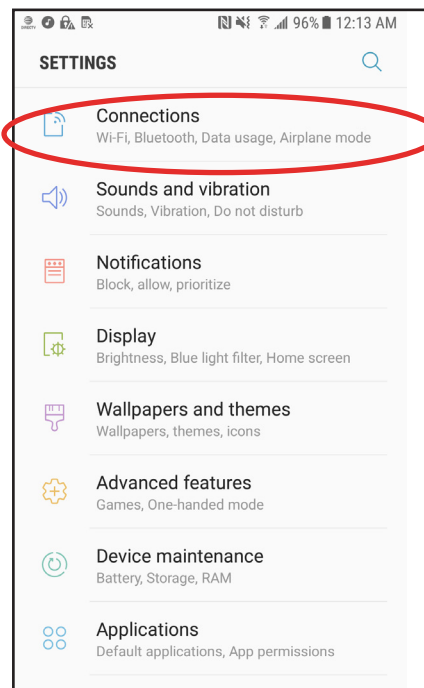 96% 12:13 AM
SETTINGS
Connections
Wi-Fi, Bluetooth, Data usage, Airplane mode
Sounds and vibration
Sounds, Vibration, Do not disturb
Notifications
Block, allow, prioritize
Display
Brightness, Blue light filter, Home screen
Wallpapers and themes
Wallpapers, themes, icons
Advanced features
Games, One-handed mode
Device maintenance
Battery, Storage, RAM
Applications
Default applications, App permissions